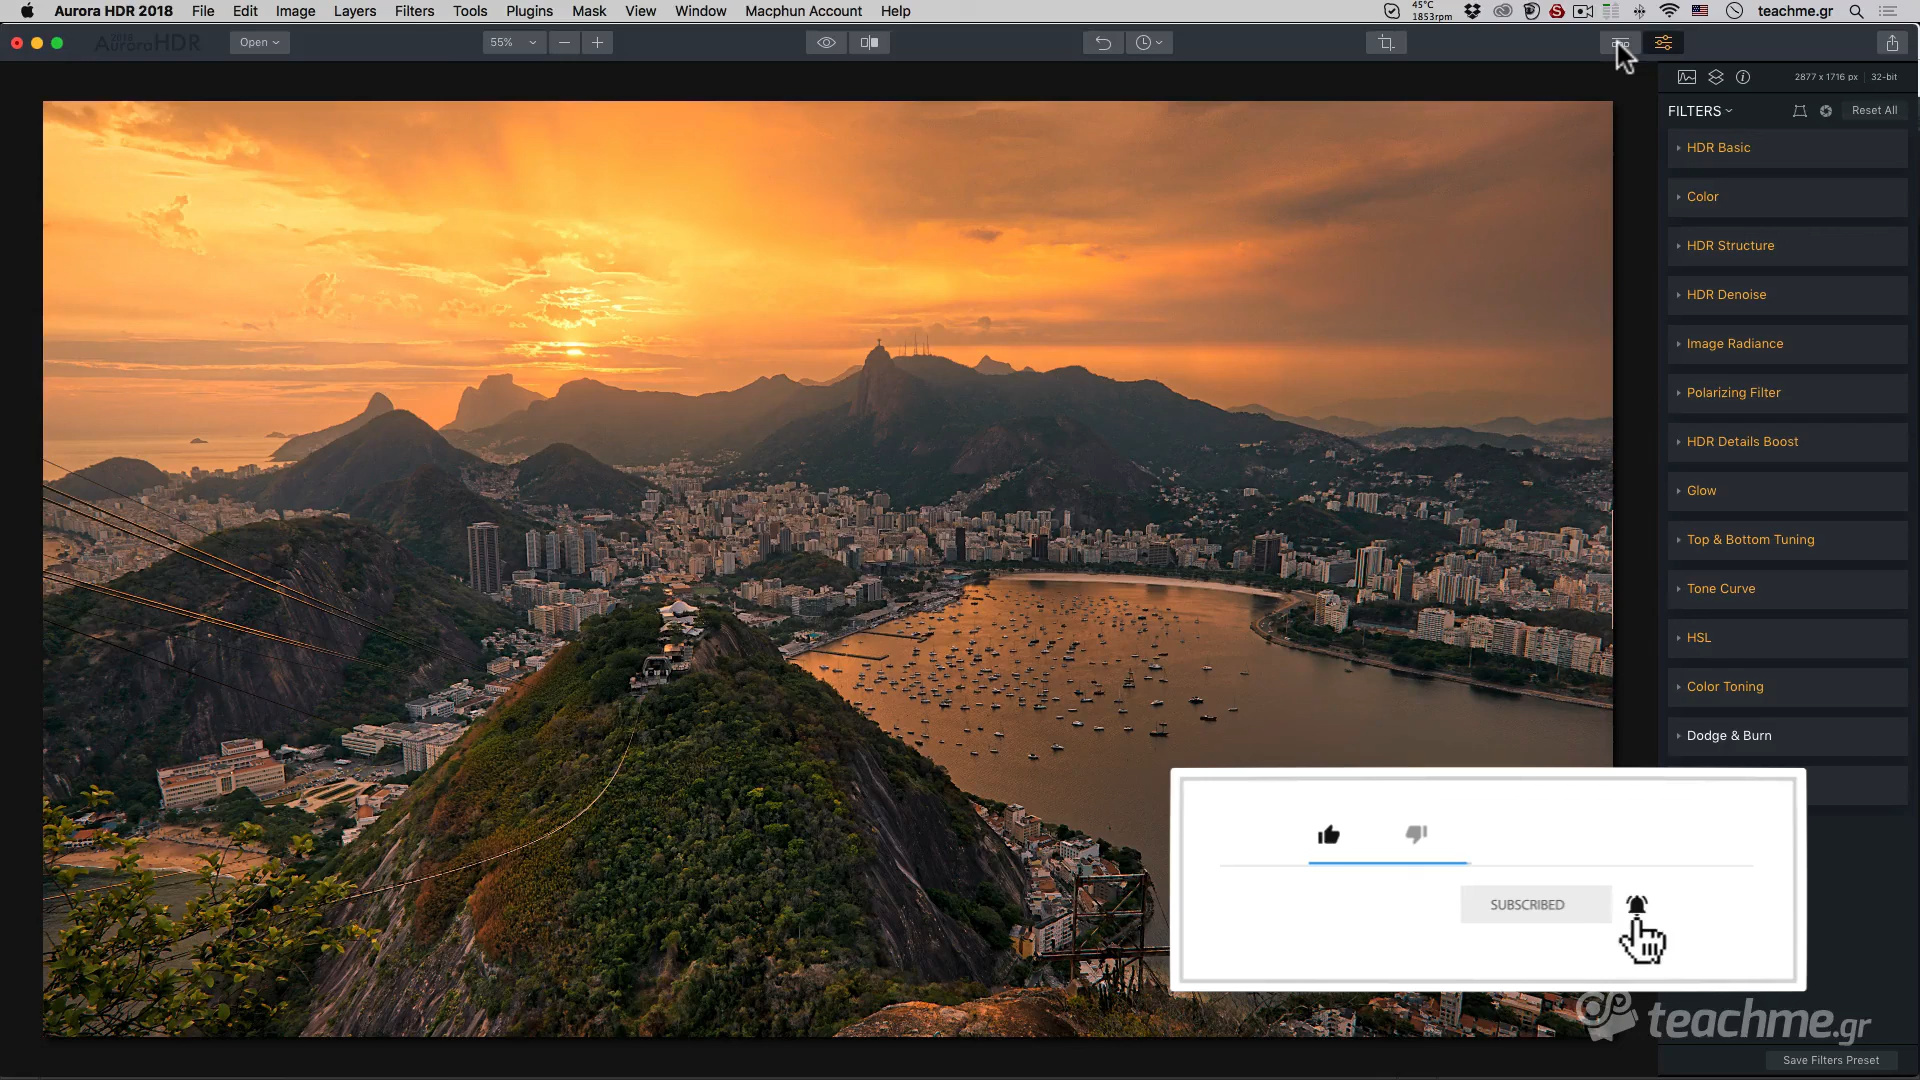 Aurora HDR 2018 File Edit Image Layers Filters Tools Plugins Mask View Window Macphun Account Help 45°C 1853rpm teachme.gr
2018 AuroraHDR Open 55%
2877 x 1716 px 32-bit
FILTERS Reset All
HDR Basic
Color
HDR Structure
HDR Denoise
Image Radiance
Polarizing Filter
HDR Details Boost
Glow
Top & Bottom Tuning
Tone Curve
HSL
Color Toning
Dodge & Burn
SUBSCRIBED
teachme.gr
Save Filters Preset